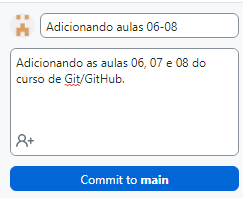 Adicionando aulas 06-08
Adicionando as aulas 06, 07 e 08 do
curso de Git/GitHub.
Commit to main